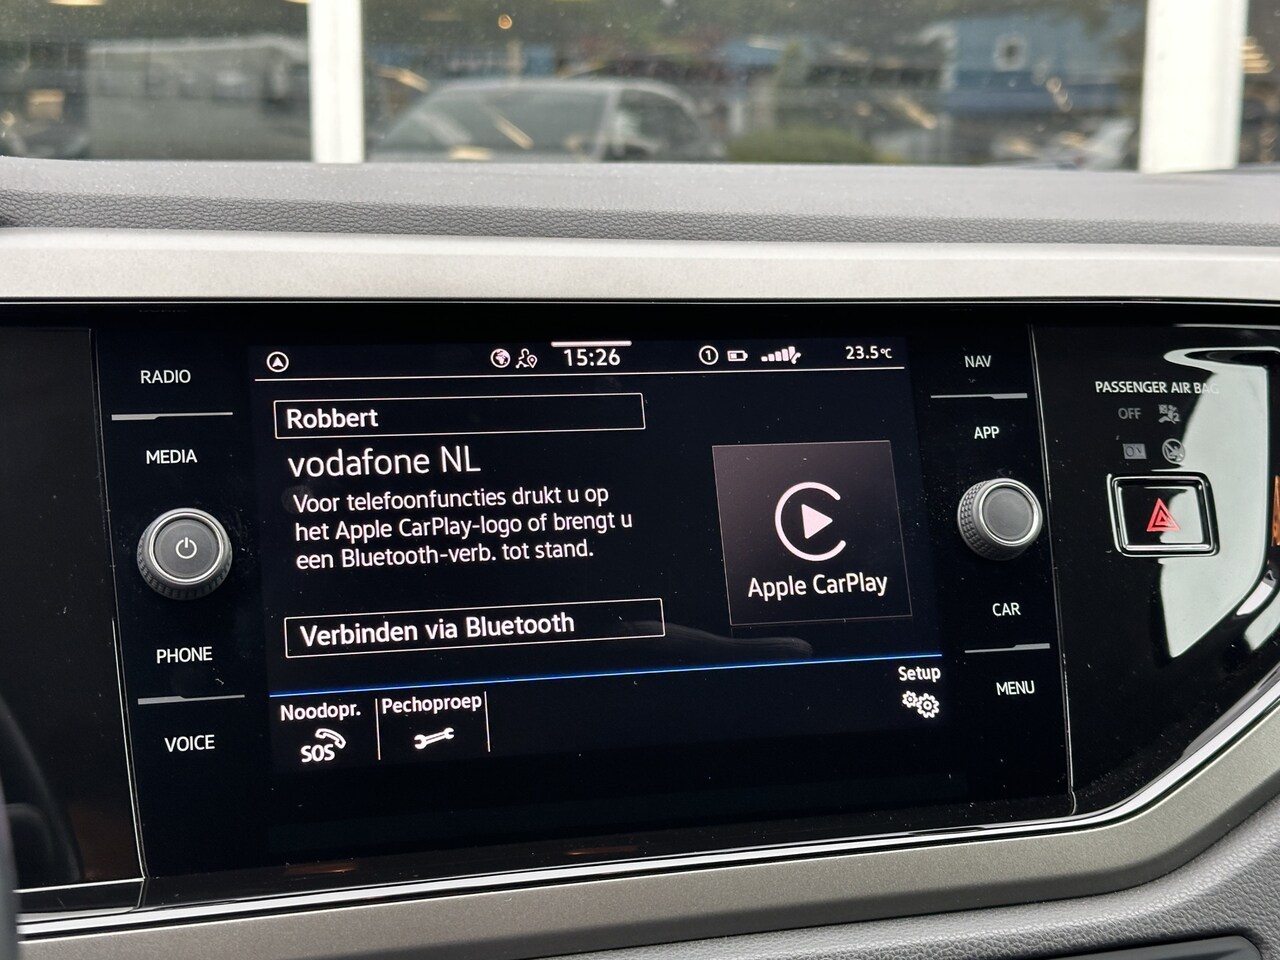 RADIO
MEDIA
PHONE
VOICE
15:26
1
23.5°C
Robbert
vodafone NL
Voor telefoonfuncties drukt u op
het Apple CarPlay-logo of brengt u
een Bluetooth-verb. tot stand.
Verbinden via Bluetooth
Apple CarPlay
Noodopr.
SOS
Pechoproep
Setup
NAV
APP
CAR
MENU
PASSENGER AIR BAG
OFF
ON